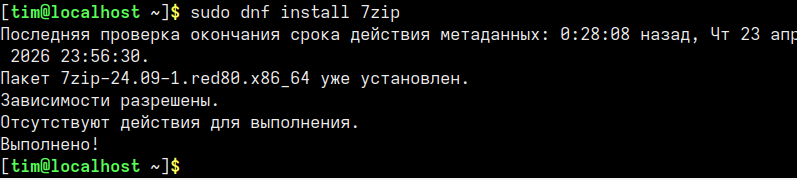 [tim@localhost ~]$ sudo dnf install 7zip
Последняя проверка окончания срока действия метаданных: 0:28:08 назад, Чт 23 апр
 2026 23:56:30.
Пакет 7zip-24.09-1.red80.x86_64 уже установлен.
Зависимости разрешены.
Отсутствуют действия для выполнения.
Выполнено!
[tim@localhost ~]$